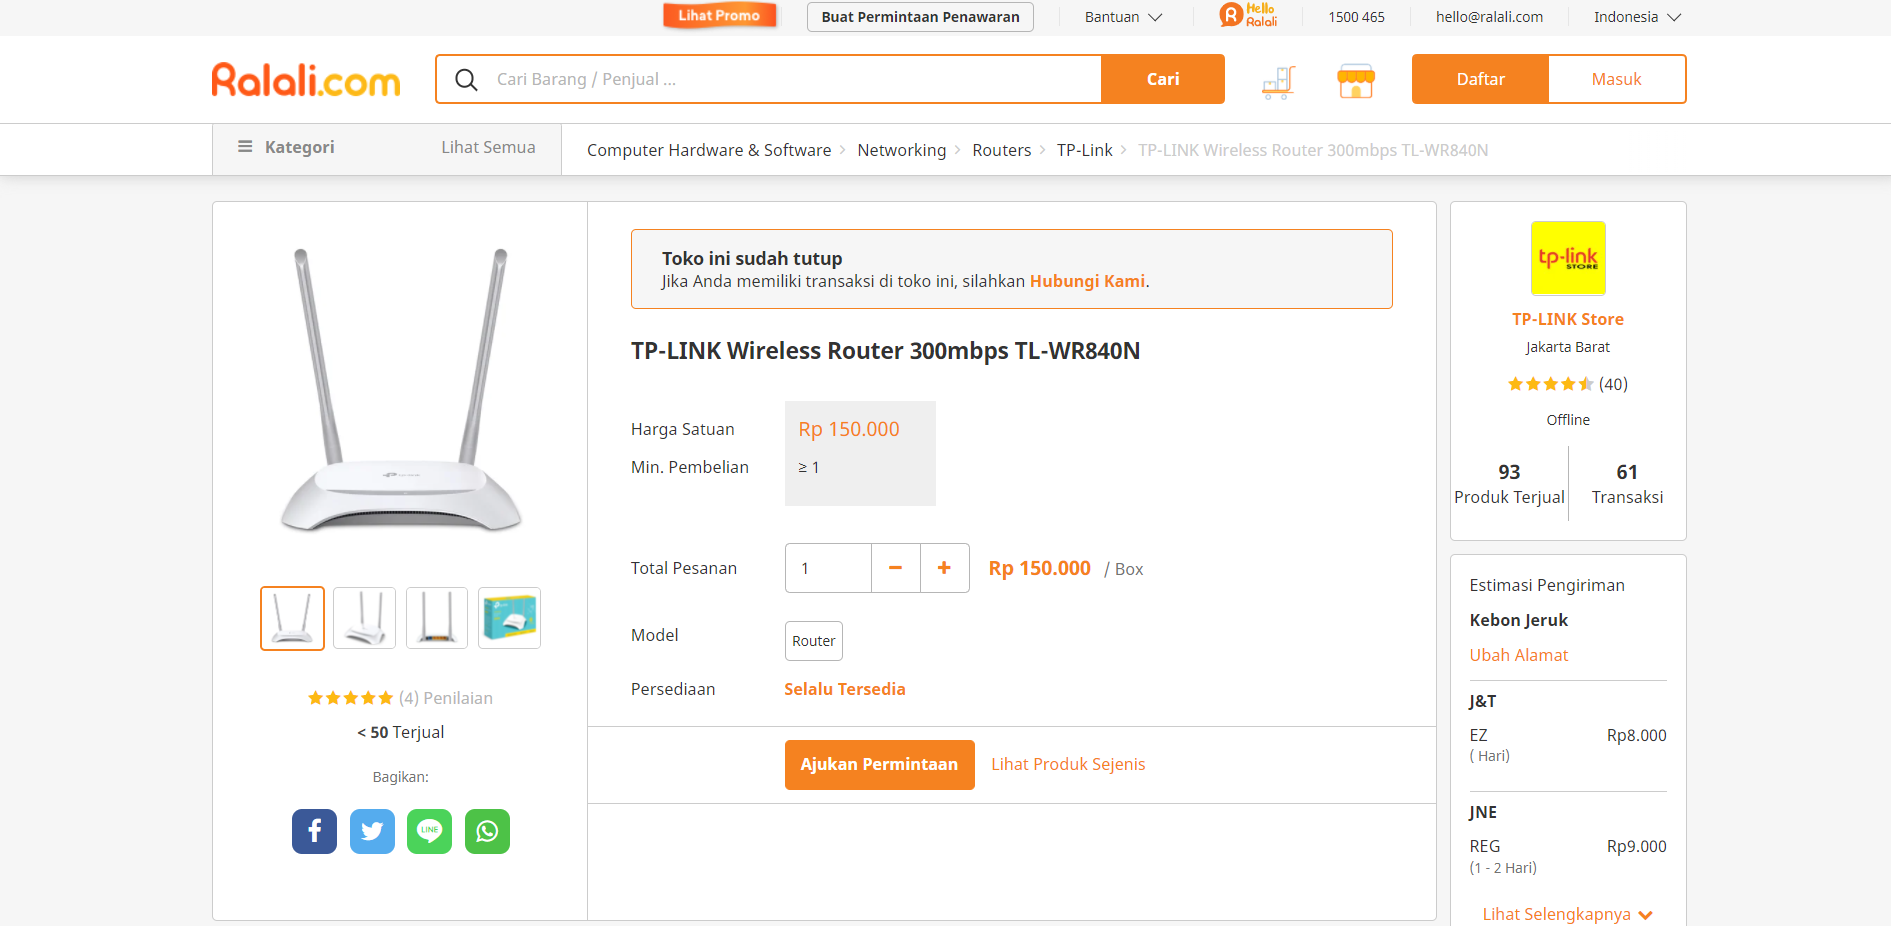 Lihat Promo
Buat Permintaan Penawaran
Bantuan
Hello Ralali
1500 465
hello@ralali.com
Indonesia
Ralali.com
Cari Barang / Penjual ...
Cari
Daftar
Masuk
Kategori
Lihat Semua
Computer Hardware & Software > Networking > Routers > TP-Link > TP-LINK Wireless Router 300mbps TL-WR840N
Toko ini sudah tutup
Jika Anda memiliki transaksi di toko ini, silahkan Hubungi Kami.
TP-LINK Wireless Router 300mbps TL-WR840N
Harga Satuan
Rp 150.000
Min. Pembelian
≥ 1
Total Pesanan
1
−
+
Rp 150.000 / Box
Model
Router
Persediaan
Selalu Tersedia
Ajukan Permintaan
Lihat Produk Sejenis
(4) Penilaian
< 50 Terjual
Bagikan:
LINE
tp-link
STORE
TP-LINK Store
Jakarta Barat
(40)
Offline
93
Produk Terjual
61
Transaksi
Estimasi Pengiriman
Kebon Jeruk
Ubah Alamat
J&T
EZ
Rp8.000
( Hari)
JNE
REG
Rp9.000
(1 - 2 Hari)
Lihat Selengkapnya